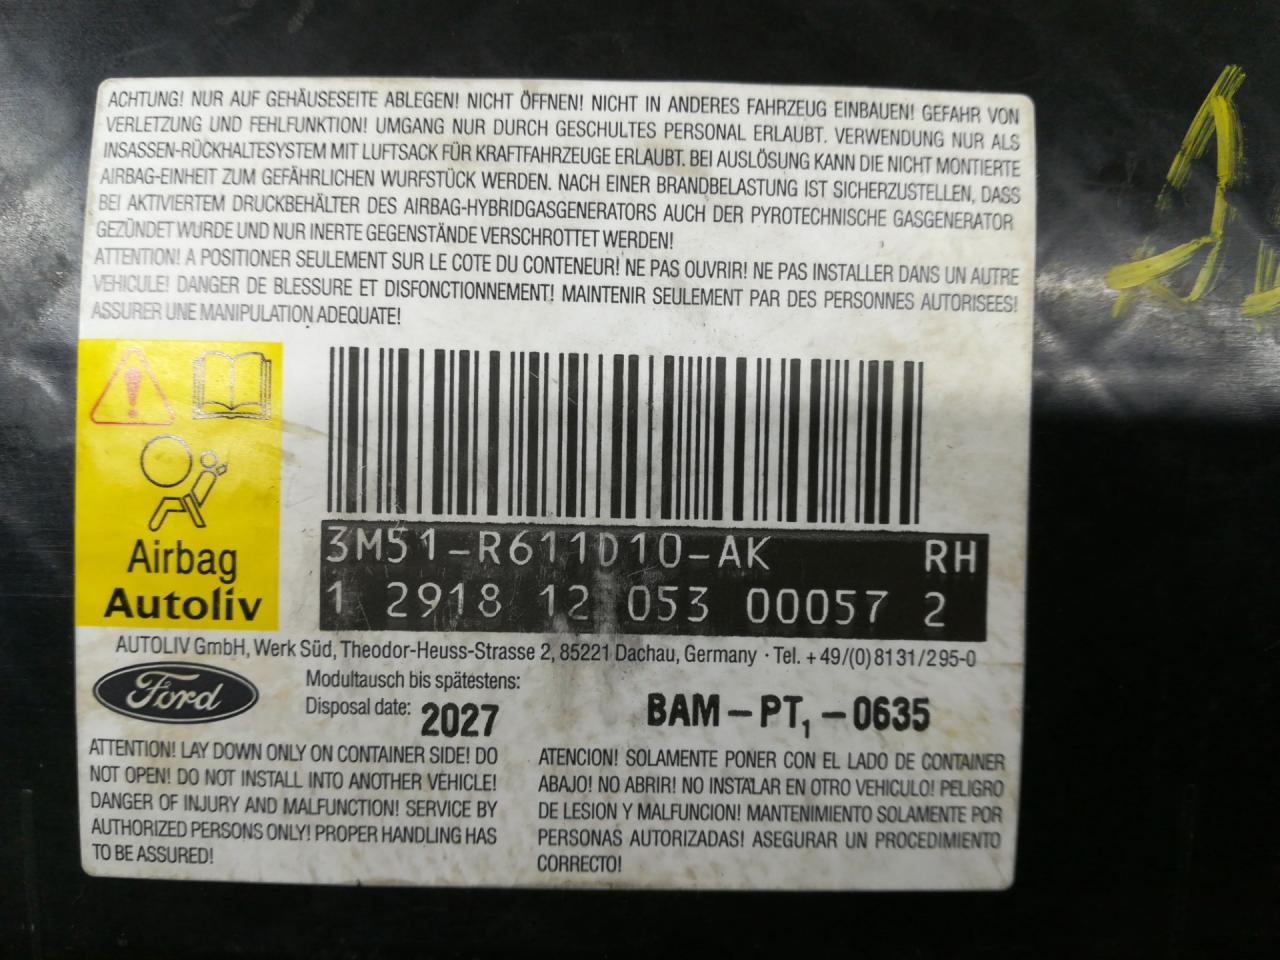 ACHTUNG! NUR AUF GEHÄUSESEITE ABLEGEN! NICHT ÖFFNEN! NICHT IN ANDERES FAHRZEUG EINBAUEN! GEFAHR VON
VERLETZUNG UND FEHLFUNKTION! UMGANG NUR DURCH GESCHULTES PERSONAL ERLAUBT. VERWENDUNG NUR ALS
INSASSEN-RÜCKHALTESYSTEM MIT LUFTSACK FÜR KRAFTFAHRZEUGE ERLAUBT. BEI AUSLÖSUNG KANN DIE NICHT MONTIERTE
AIRBAG-EINHEIT ZUM GEFÄHRLICHEN WURFSTÜCK WERDEN. NACH EINER BRANDBELASTUNG IST SICHERZUSTELLEN, DASS
BEI AKTIVIERTEM DRUCKBEHÄLTER DES AIRBAG-HYBRIDGASGENERATORS AUCH DER PYROTECHNISCHE GASGENERATOR
GEZÜNDET WURDE UND NUR INERTE GEGENSTÄNDE VERSCHROTTET WERDEN!
ATTENTION! A POSITIONER SEULEMENT SUR LE COTE DU CONTENEUR! NE PAS OUVRIR! NE PAS INSTALLER DANS UN AUTRE
VEHICULE! DANGER DE BLESSURE ET DISFONCTIONNEMENT! MAINTENIR SEULEMENT PAR DES PERSONNES AUTORISEES!
ASSURER UNE MANIPULATION ADEQUATE!
Airbag
Autoliv
3M51-R611D10-AK RH
1 2918 12 053 00057 2
AUTOLIV GmbH, Werk Süd, Theodor-Heuss-Strasse 2, 85221 Dachau, Germany · Tel. +49/(0)8131/295-0
Ford
Modultausch bis spätestens:
Disposal date: 2027
BAM-PT₁-0635
ATTENTION! LAY DOWN ONLY ON CONTAINER SIDE! DO
NOT OPEN! DO NOT INSTALL INTO ANOTHER VEHICLE!
DANGER OF INJURY AND MALFUNCTION! SERVICE BY
AUTHORIZED PERSONS ONLY! PROPER HANDLING HAS
TO BE ASSURED!
ATENCION! SOLAMENTE PONER CON EL LADO DE CONTAINER
ABAJO! NO ABRIR! NO INSTALAR EN OTRO VEHICULO! PELIGRO
DE LESION Y MALFUNCION! MANTENIMIENTO SOLAMENTE POR
PERSONAS AUTORIZADAS! ASEGURAR UN PROCEDIMIENTO
CORRECTO!